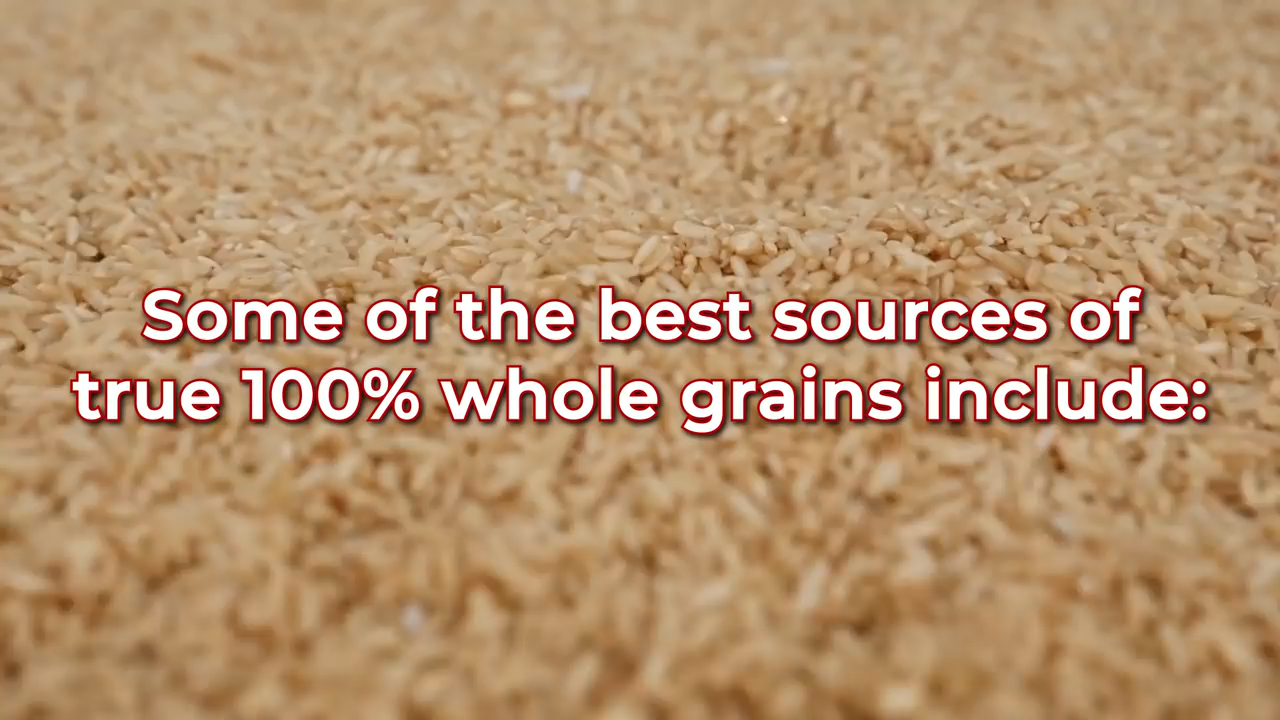 Some of the best sources of
true 100% whole grains include: